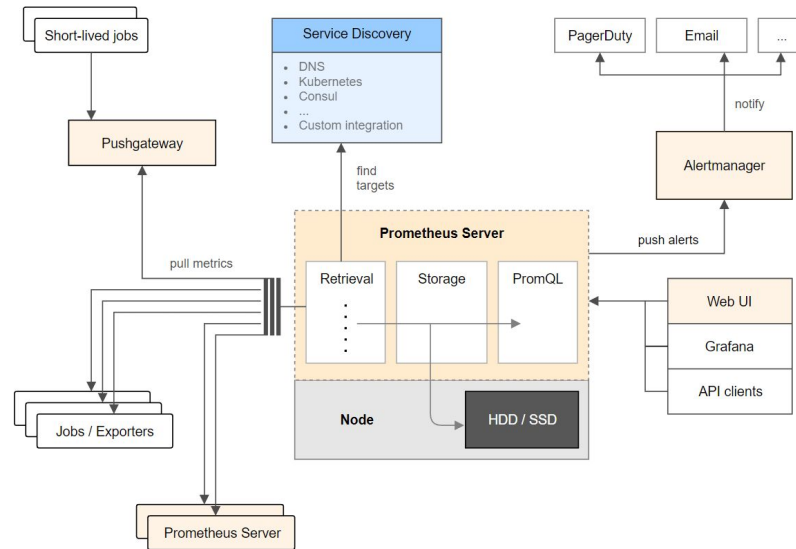 Short-lived jobs
Service Discovery
• DNS
• Kubernetes
• Consul
• ...
• Custom integration
PagerDuty
Email
...
notify
Pushgateway
Alertmanager
find
targets
Prometheus Server
push alerts
pull metrics
Retrieval
Storage
PromQL
Web UI
Grafana
API clients
Node
HDD / SSD
Jobs / Exporters
Prometheus Server